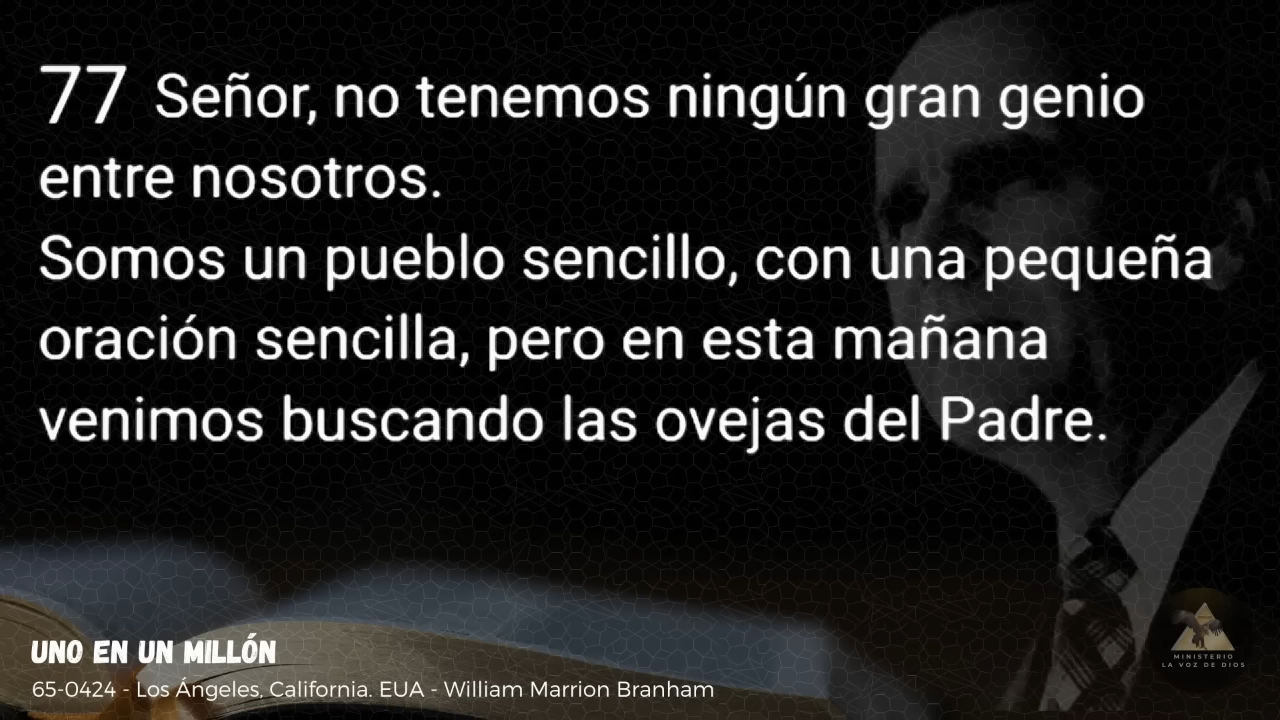 77 Señor, no tenemos ningún gran genio
entre nosotros.
Somos un pueblo sencillo, con una pequeña
oración sencilla, pero en esta mañana
venimos buscando las ovejas del Padre.
UNO EN UN MILLÓN
65-0424 - Los Ángeles, California. EUA - William Marrion Branham
MINISTERIO
LA VOZ DE DIOS